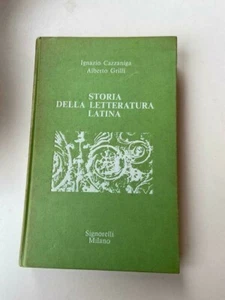 Ignazio Cazzaniga
Alberto Grilli
STORIA
DELLA LETTERATURA
LATINA
Signorelli
Milano